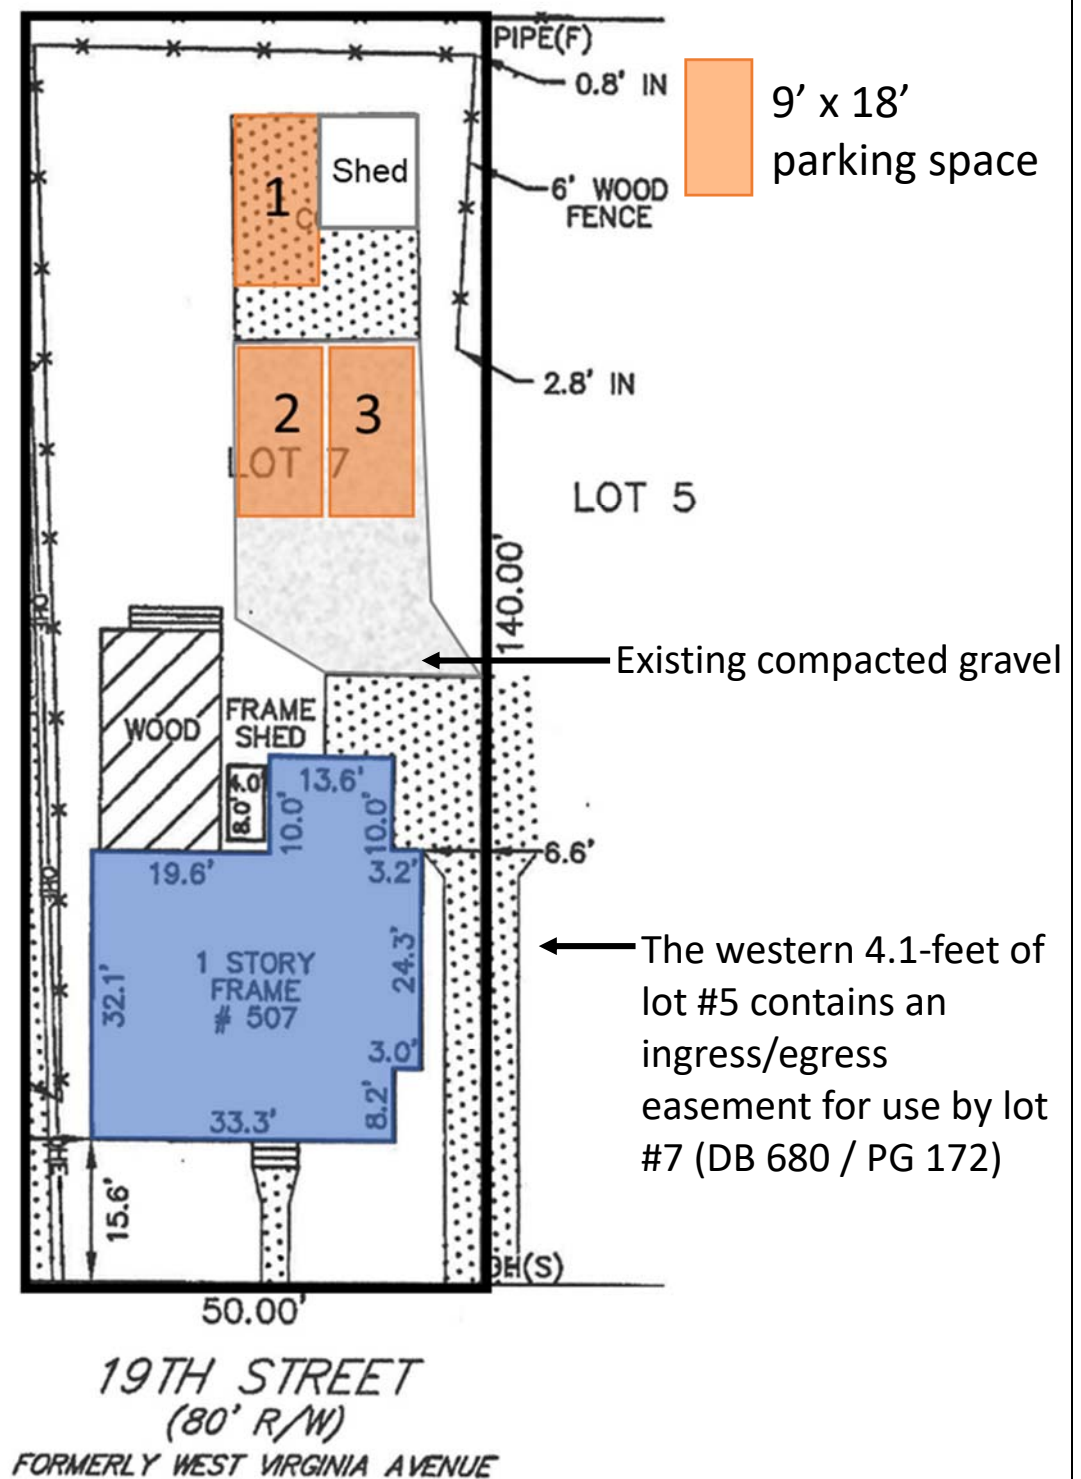 PIPE(F)
0.8' IN
9’ x 18’
parking space
6' WOOD
FENCE
Shed
1
2.8' IN
2 3
LOT 7
LOT 5
140.00'
OHE
Existing compacted gravel
WOOD
FRAME
SHED
4.0'
8.0'
13.6'
10.0'
10.0'
6.6'
19.6'
3.2'
OHE
The western 4.1-feet of
lot #5 contains an
ingress/egress
easement for use by lot
#7 (DB 680 / PG 172)
1 STORY
FRAME
# 507
32.1'
24.3'
3.0'
8.2'
33.3'
OHE
15.6'
50.00'
19TH STREET
(80' R/W)
FORMERLY WEST VIRGINIA AVENUE